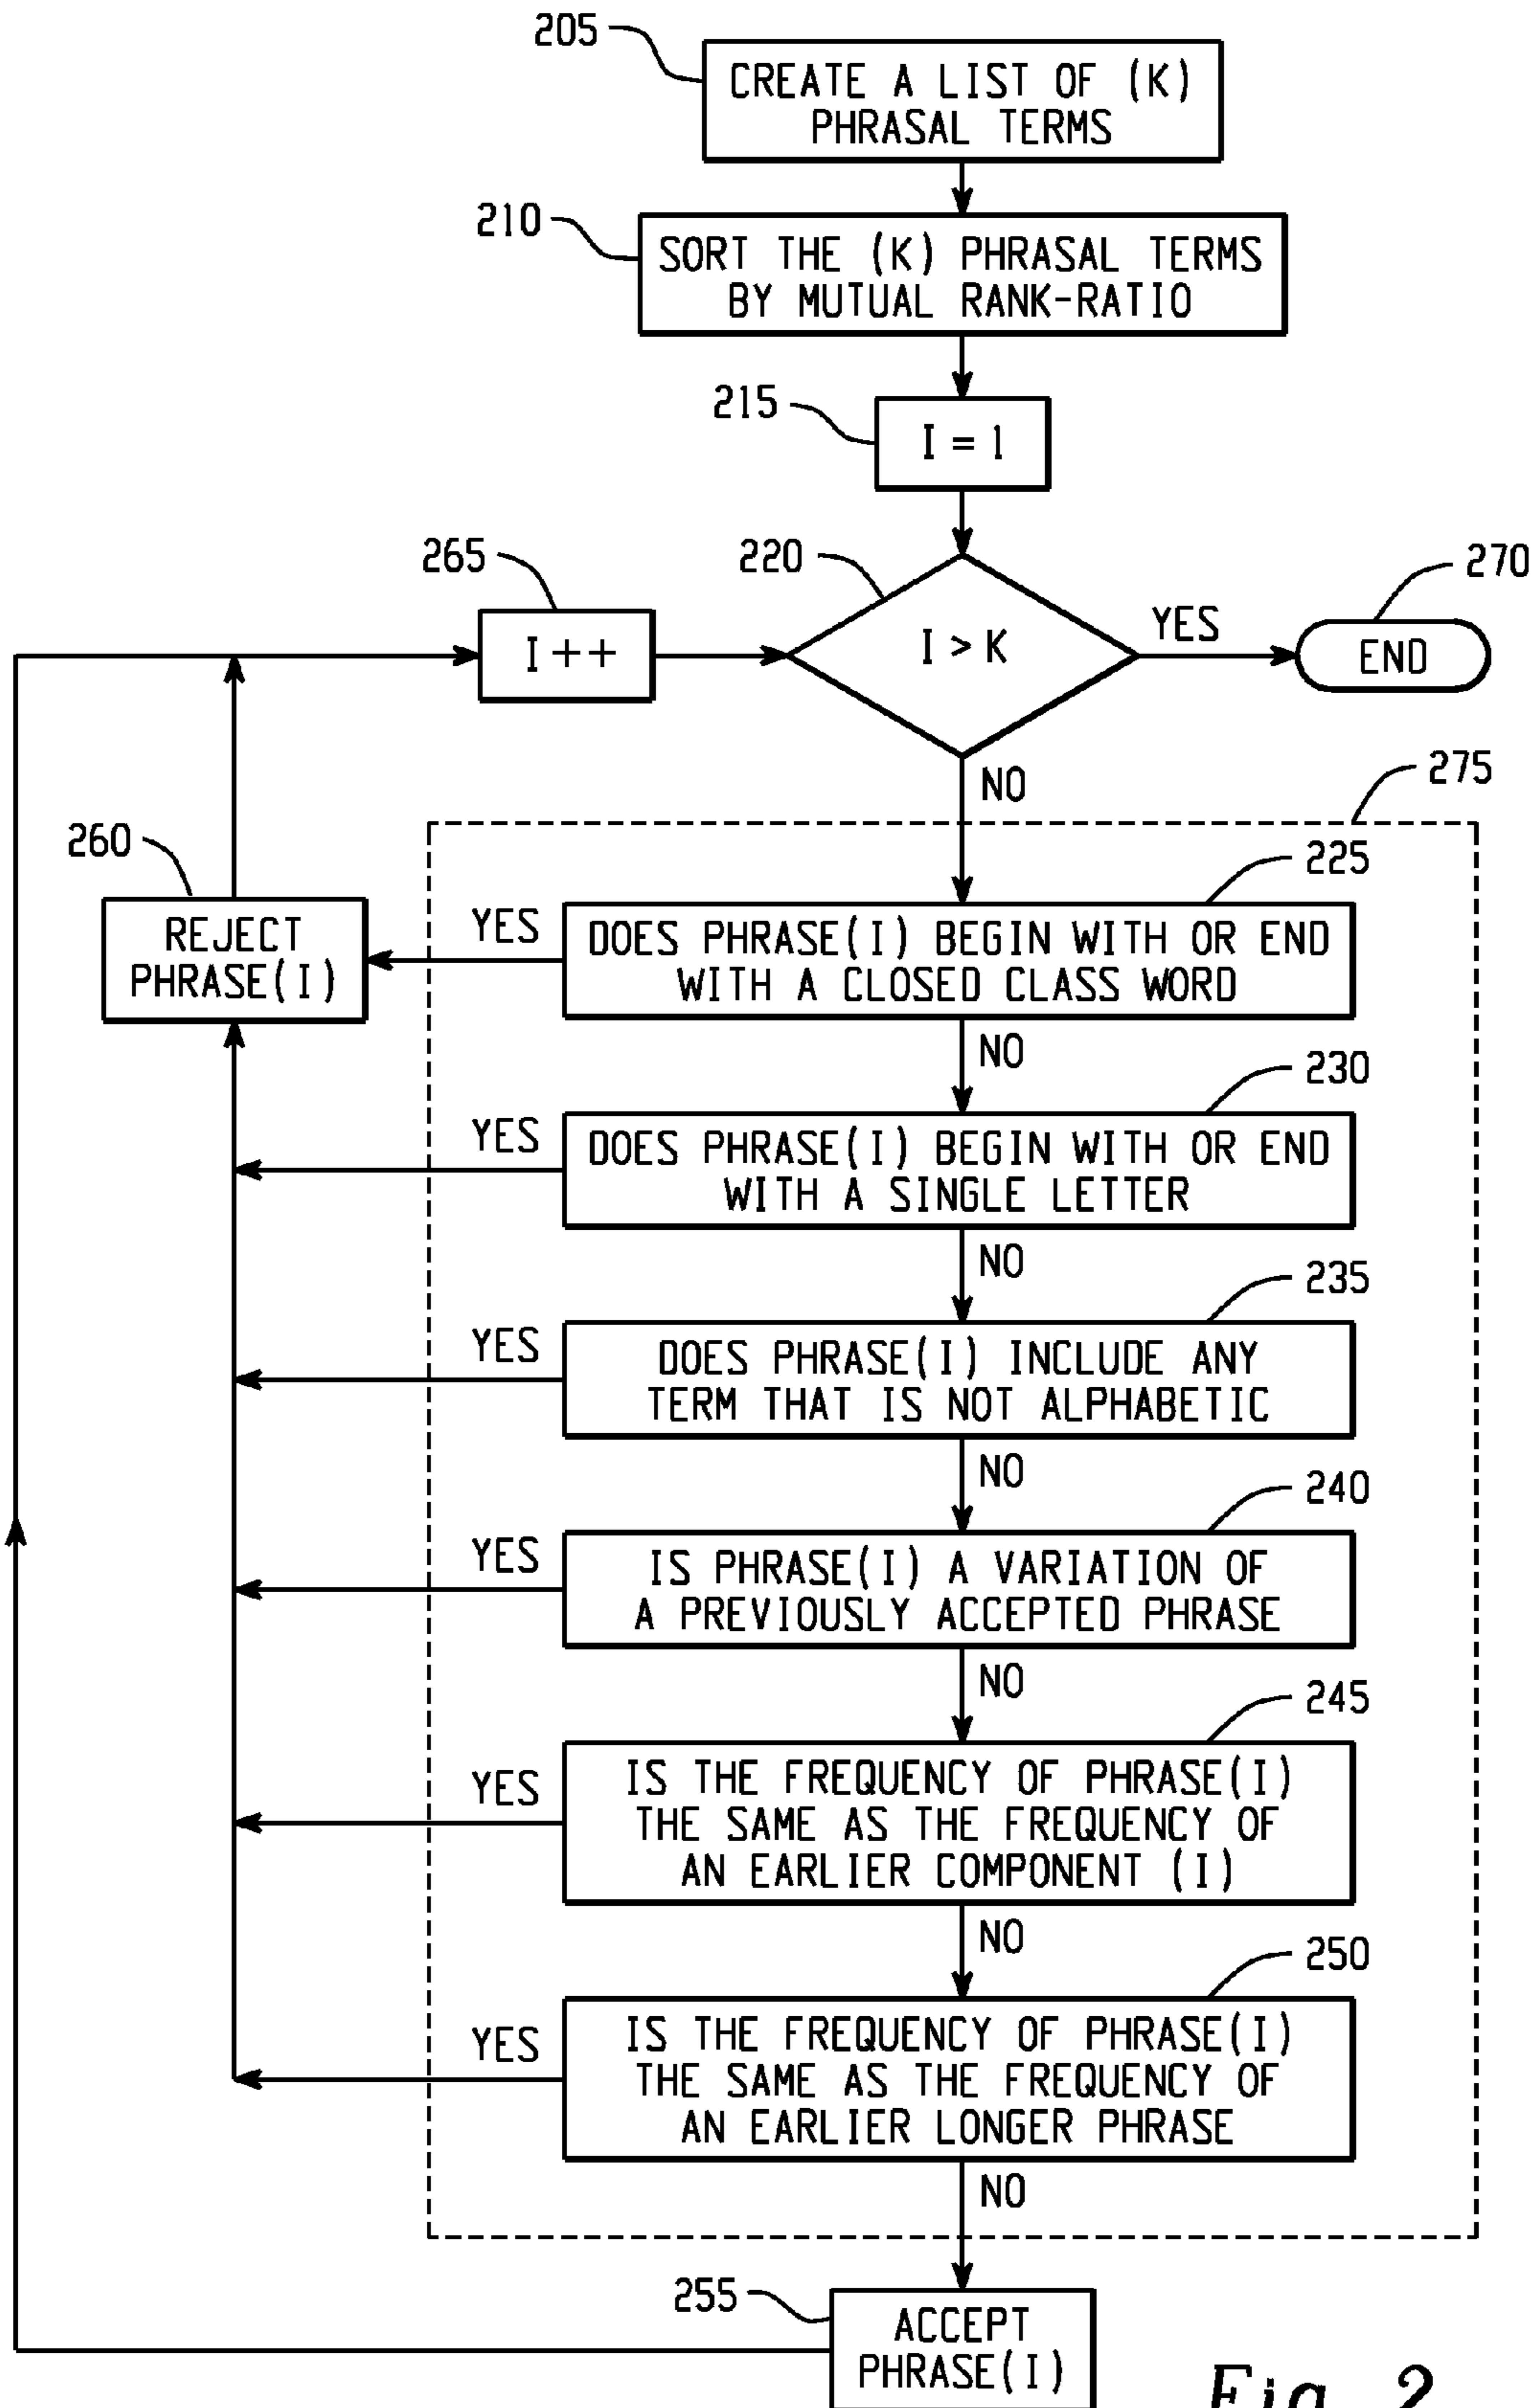 205
CREATE A LIST OF (K)
PHRASAL TERMS
210
SORT THE (K) PHRASAL TERMS
BY MUTUAL RANK-RATIO
215
I = 1
265
I++
220
I > K
YES
270
END
NO
275
260
REJECT
PHRASE(I)
225
YES
DOES PHRASE(I) BEGIN WITH OR END
WITH A CLOSED CLASS WORD
NO
230
YES
DOES PHRASE(I) BEGIN WITH OR END
WITH A SINGLE LETTER
NO
235
YES
DOES PHRASE(I) INCLUDE ANY
TERM THAT IS NOT ALPHABETIC
NO
240
YES
IS PHRASE(I) A VARIATION OF
A PREVIOUSLY ACCEPTED PHRASE
NO
245
YES
IS THE FREQUENCY OF PHRASE(I)
THE SAME AS THE FREQUENCY OF
AN EARLIER COMPONENT (I)
NO
250
YES
IS THE FREQUENCY OF PHRASE(I)
THE SAME AS THE FREQUENCY OF
AN EARLIER LONGER PHRASE
NO
255
ACCEPT
PHRASE(I)
Fig. 2